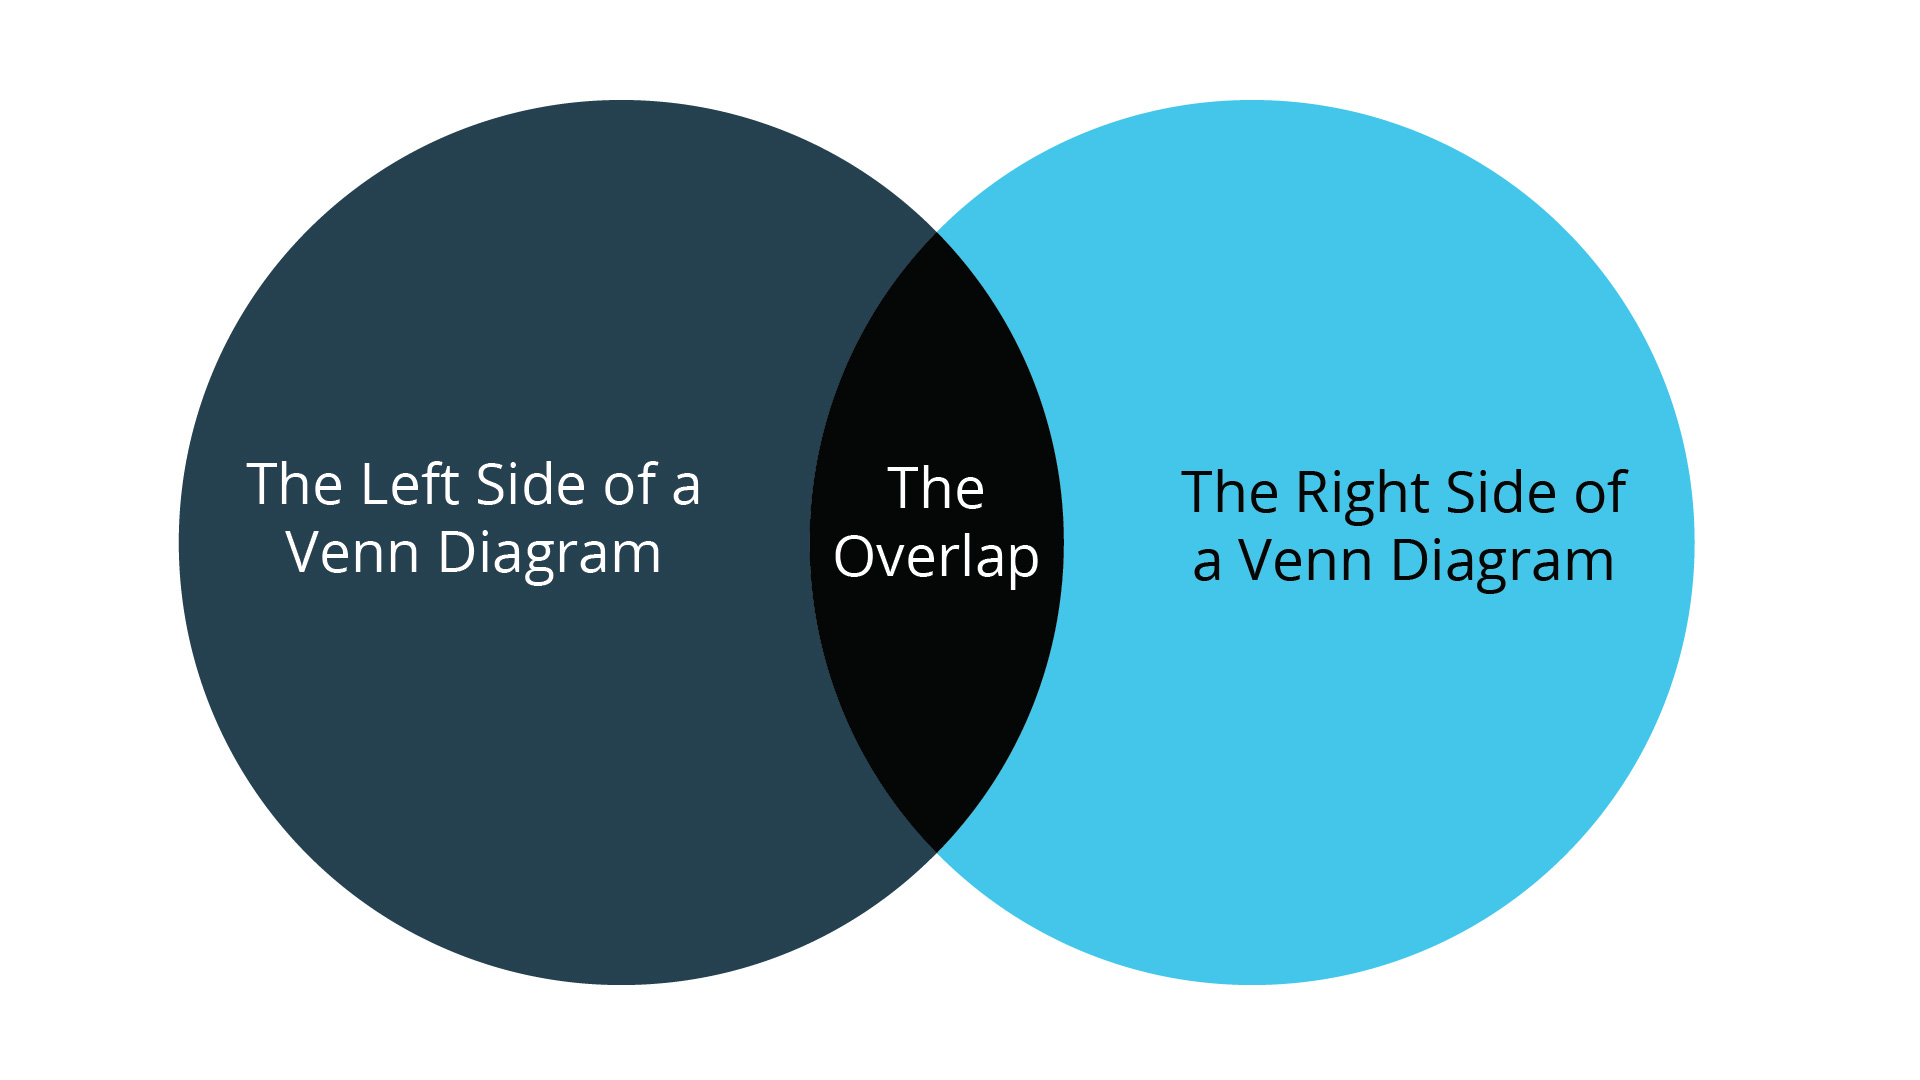 The Left Side of a
Venn Diagram
The
Overlap
The Right Side of
a Venn Diagram